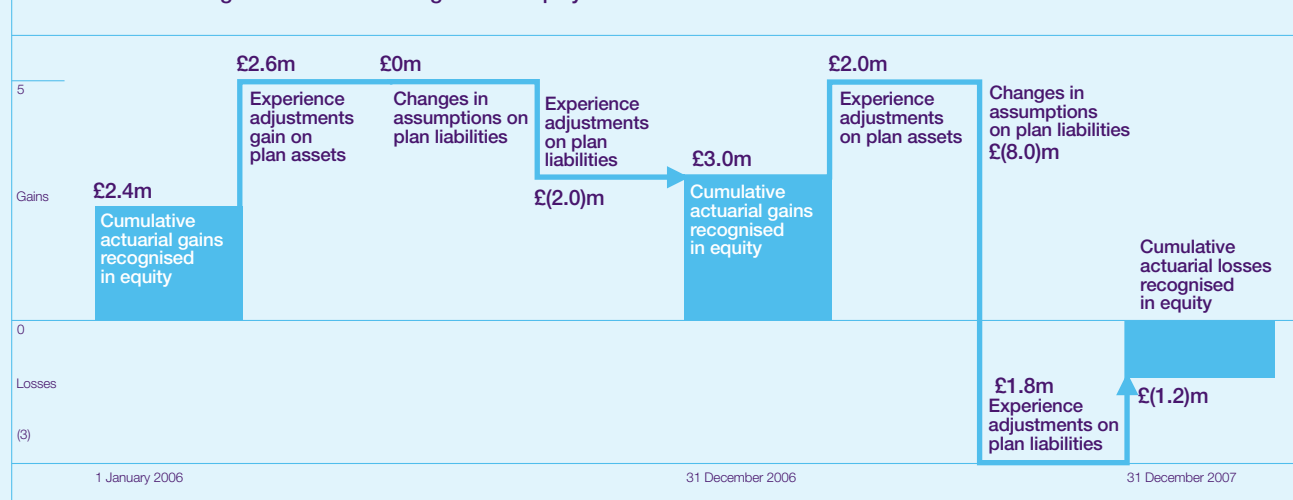 5
Gains
0
Losses
(3)
£2.4m
Cumulative
actuarial gains
recognised
in equity
£2.6m
Experience
adjustments
gain on
plan assets
£0m
Changes in
assumptions on
plan liabilities
Experience
adjustments
on plan
liabilities
£(2.0)m
£3.0m
Cumulative
actuarial gains
recognised
in equity
£2.0m
Experience
adjustments
on plan assets
Changes in
assumptions
on plan liabilities
£(8.0)m
£1.8m
Experience
adjustments on
plan liabilities
Cumulative
actuarial losses
recognised
in equity
£(1.2)m
1 January 2006
31 December 2006
31 December 2007